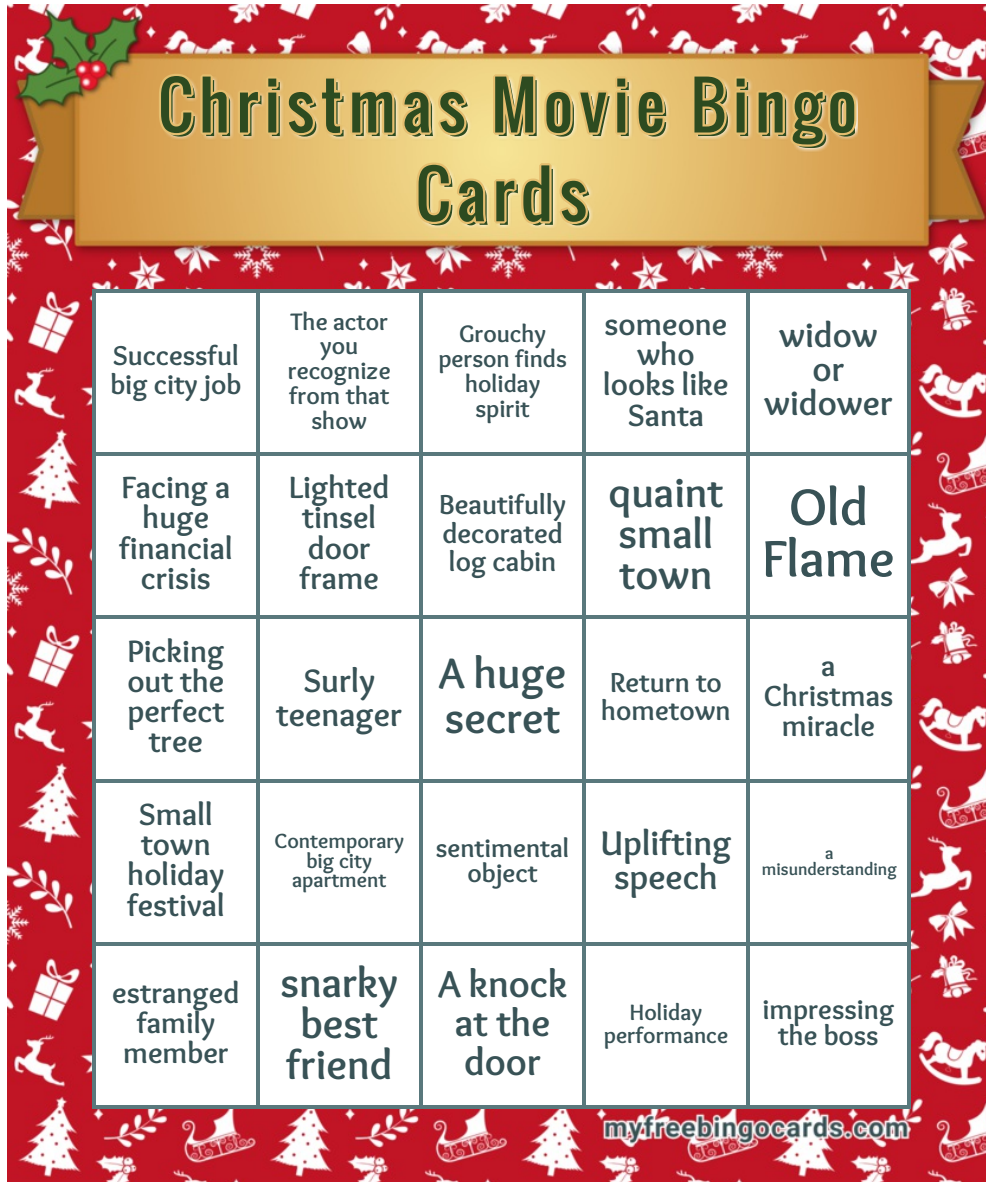 Christmas Movie Bingo
Cards
Successful
big city job
The actor
you
recognize
from that
show
Grouchy
person finds
holiday
spirit
someone
who
looks like
Santa
widow
or
widower
Facing a
huge
financial
crisis
Lighted
tinsel
door
frame
Beautifully
decorated
log cabin
quaint
small
town
Old
Flame
Picking
out the
perfect
tree
Surly
teenager
A huge
secret
Return to
hometown
a
Christmas
miracle
Small
town
holiday
festival
Contemporary
big city
apartment
sentimental
object
Uplifting
speech
a
misunderstanding
estranged
family
member
snarky
best
friend
A knock
at the
door
Holiday
performance
impressing
the boss
myfreebingocards.com